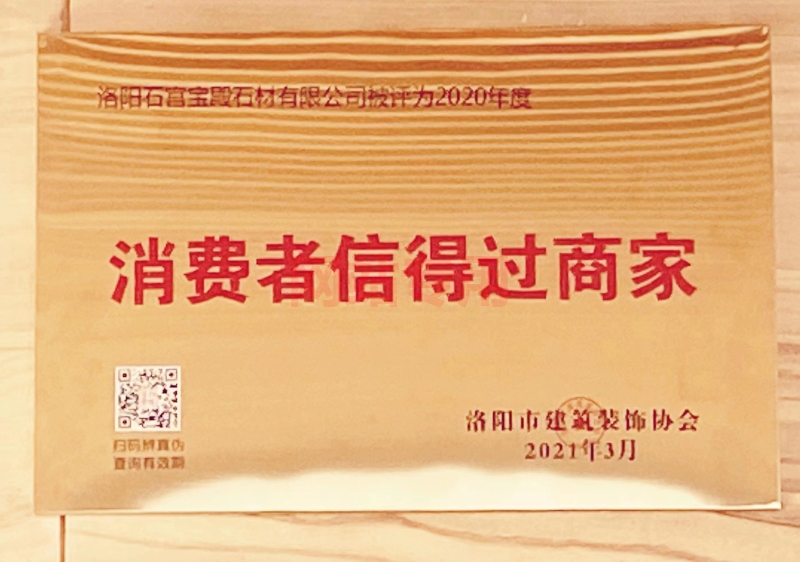 洛阳石宫宝殿石材有限公司被评为2020年度
消费者信得过商家
扫码辨真伪
查询有效期
洛阳市建筑装饰协会
2021年3月